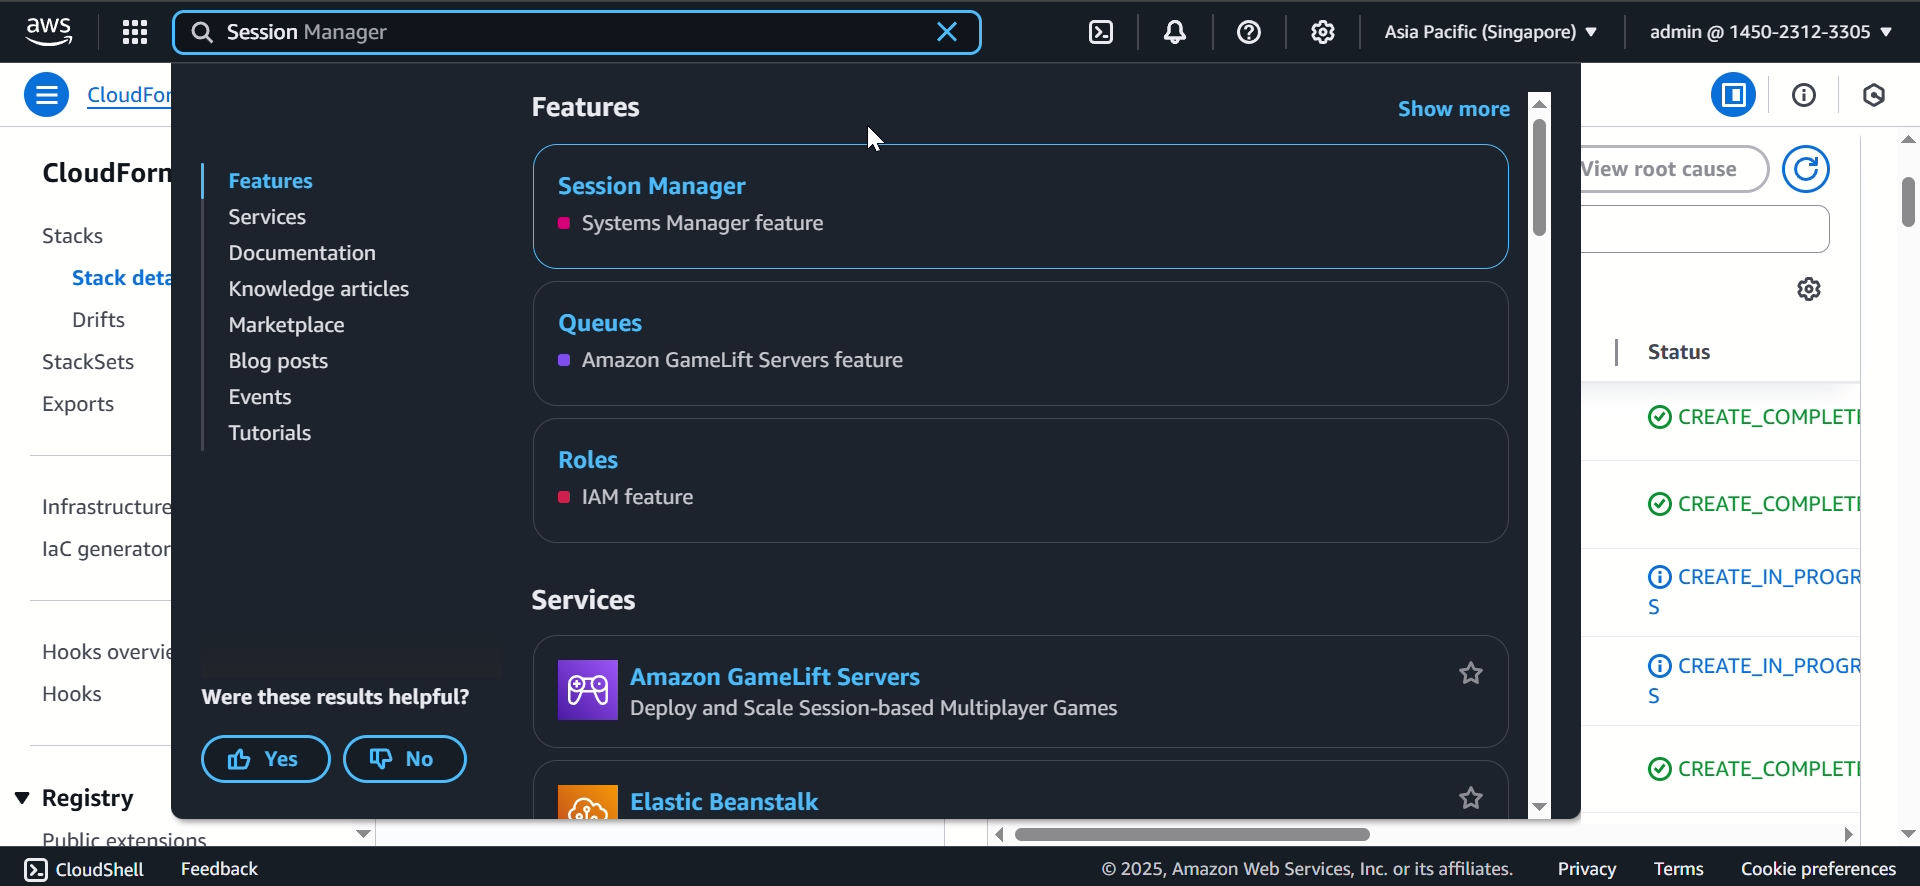 aws
Session Manager
Asia Pacific (Singapore)
admin @ 1450-2312-3305
CloudFor
CloudForn
Stacks
Stack deta
Drifts
StackSets
Exports
Infrastructure
IaC generator
Hooks overvie
Hooks
Registry
Public extensions
Features
Services
Documentation
Knowledge articles
Marketplace
Blog posts
Events
Tutorials
Were these results helpful?
Yes
No
Features
Show more
Session Manager
Systems Manager feature
Queues
Amazon GameLift Servers feature
Roles
IAM feature
Services
Amazon GameLift Servers
Deploy and Scale Session-based Multiplayer Games
Elastic Beanstalk
View root cause
Status
CREATE_COMPLETE
CREATE_COMPLETE
CREATE_IN_PROGR
S
CREATE_IN_PROGR
S
CREATE_COMPLETE
CloudShell
Feedback
© 2025, Amazon Web Services, Inc. or its affiliates.
Privacy
Terms
Cookie preferences